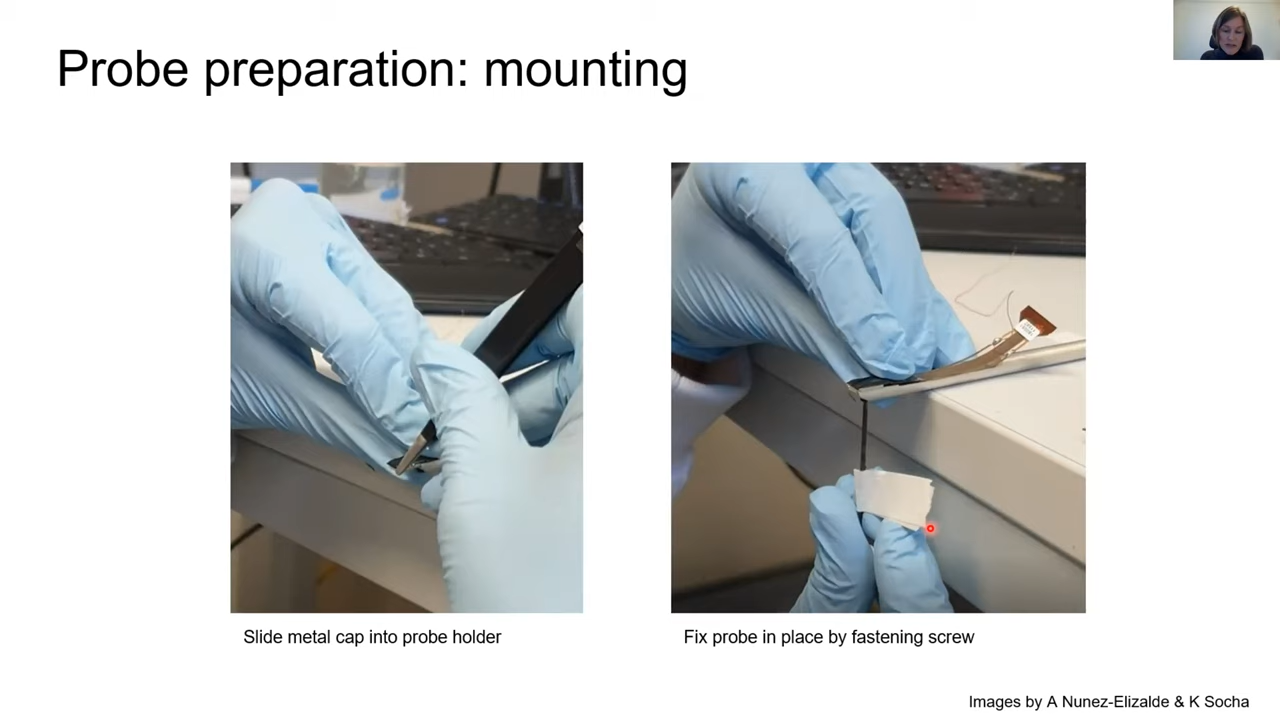 Probe preparation: mounting
Slide metal cap into probe holder
Fix probe in place by fastening screw
Images by A Nunez-Elizalde & K Socha